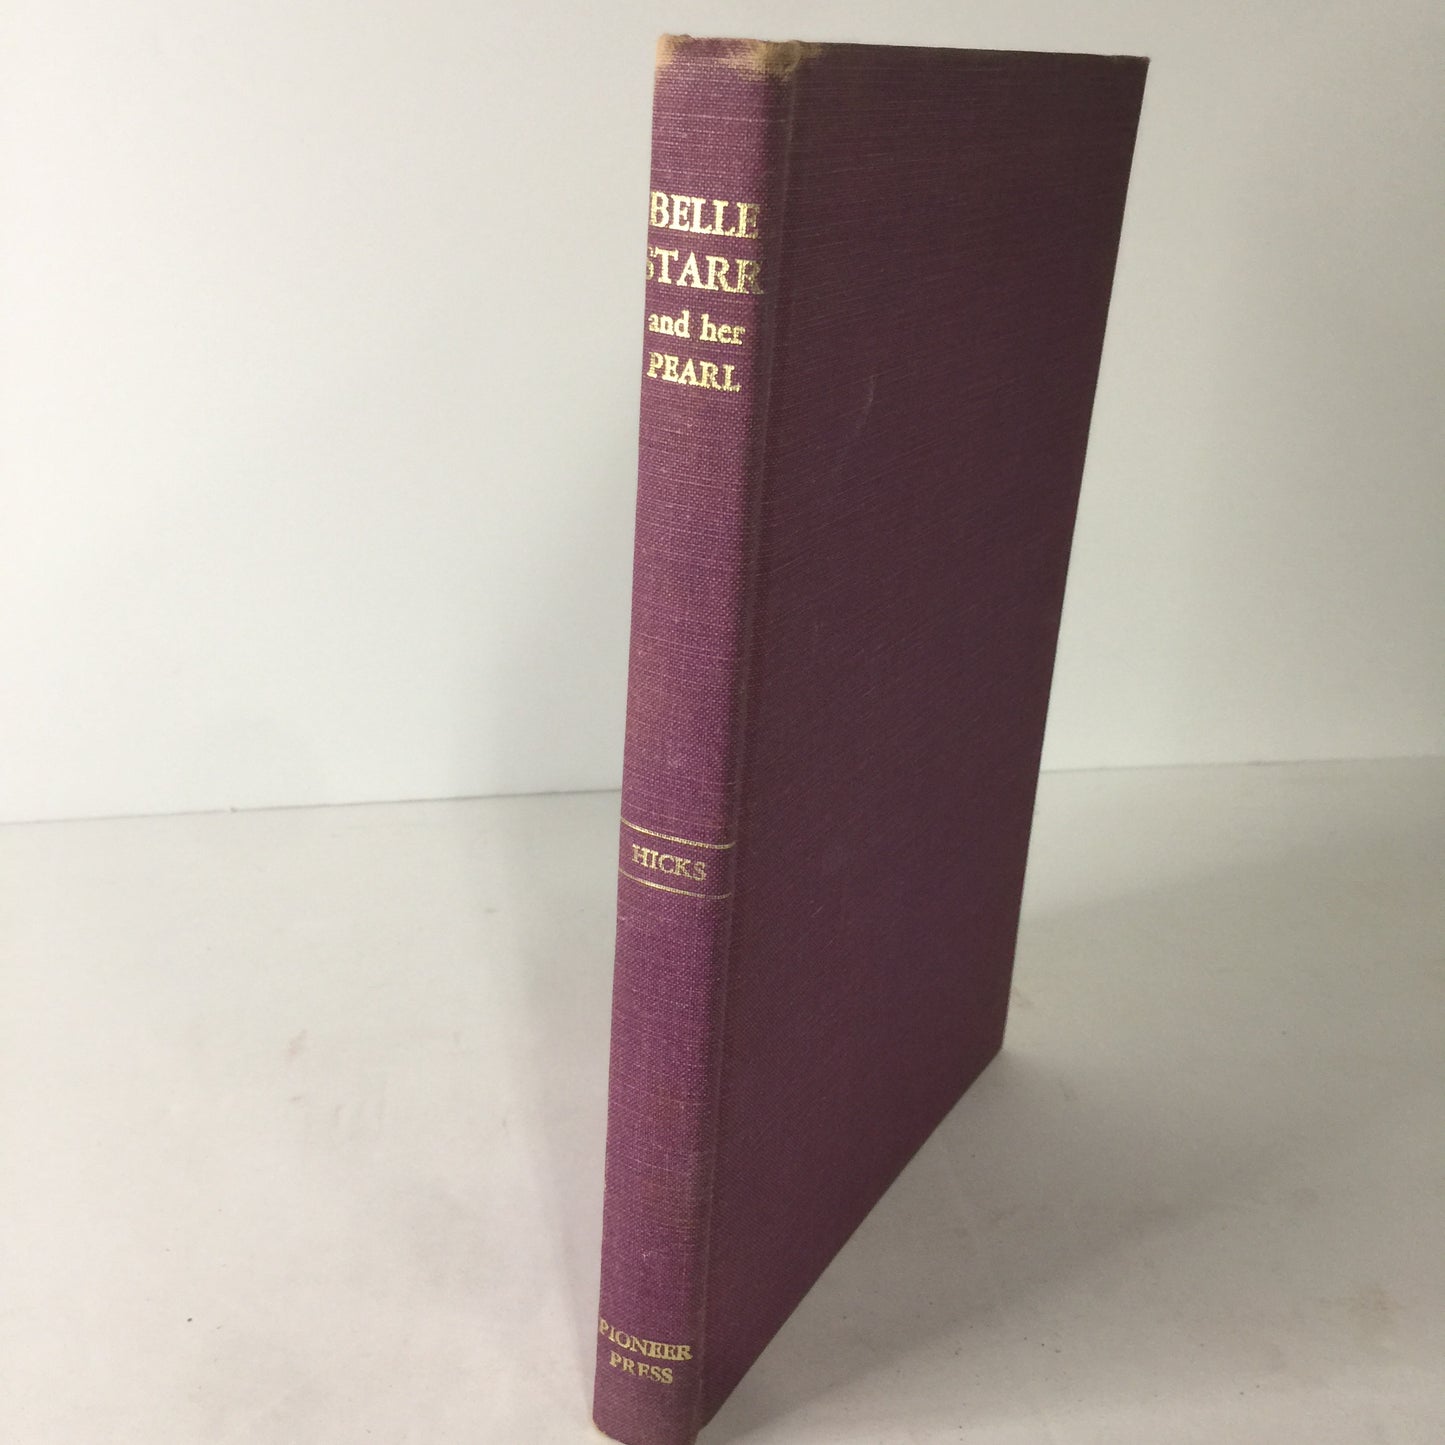 BELLE
STARR
and her
PEARL
HICKS
PIONEER
PRESS